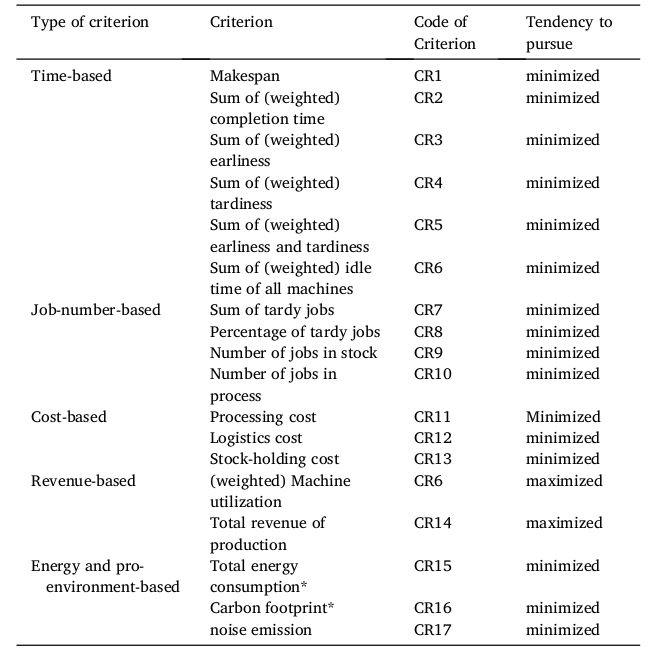 Type of criterion Criterion Code of Tendency to
Criterion pursue
Time-based Makespan CR1 minimized
Sum of (weighted) CR2 minimized
completion time
Sum of (weighted) CR3 minimized
earliness
Sum of (weighted) CR4 minimized
tardiness
Sum of (weighted) CR5 minimized
earliness and tardiness
Sum of (weighted) idle CR6 minimized
time of all machines
Job-number-based Sum of tardy jobs CR7 minimized
Percentage of tardy jobs CR8 minimized
Number of jobs in stock CR9 minimized
Number of jobs in CR10 minimized
process
Cost-based Processing cost CR11 Minimized
Logistics cost CR12 minimized
Stock-holding cost CR13 minimized
Revenue-based (weighted) Machine CR6 maximized
utilization
Total revenue of CR14 maximized
production
Energy and pro- Total energy CR15 minimized
environment-based consumption*
Carbon footprint* CR16 minimized
noise emission CR17 minimized